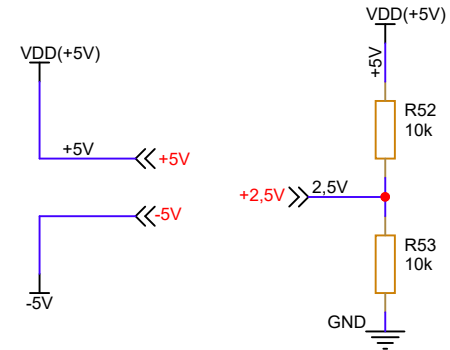 VDD(+5V)
+5V
+5V
-5V
-5V
VDD(+5V)
+5V
R52
10k
+2,5V
2,5V
R53
10k
GND